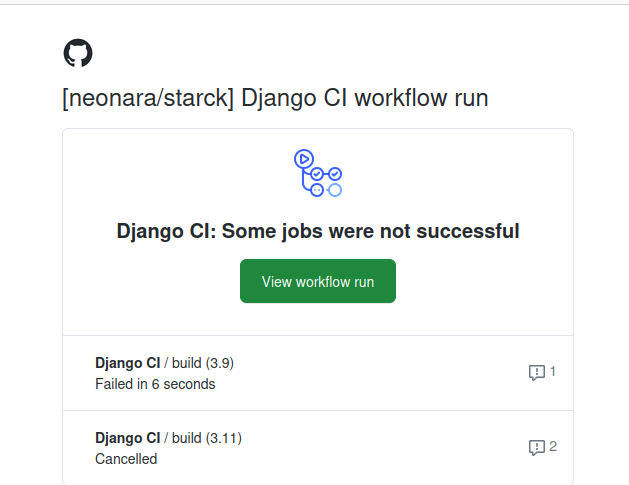 [neonara/starck] Django CI workflow run
Django CI: Some jobs were not successful
View workflow run
Django CI / build (3.9)
Failed in 6 seconds
1
Django CI / build (3.11)
Cancelled
2